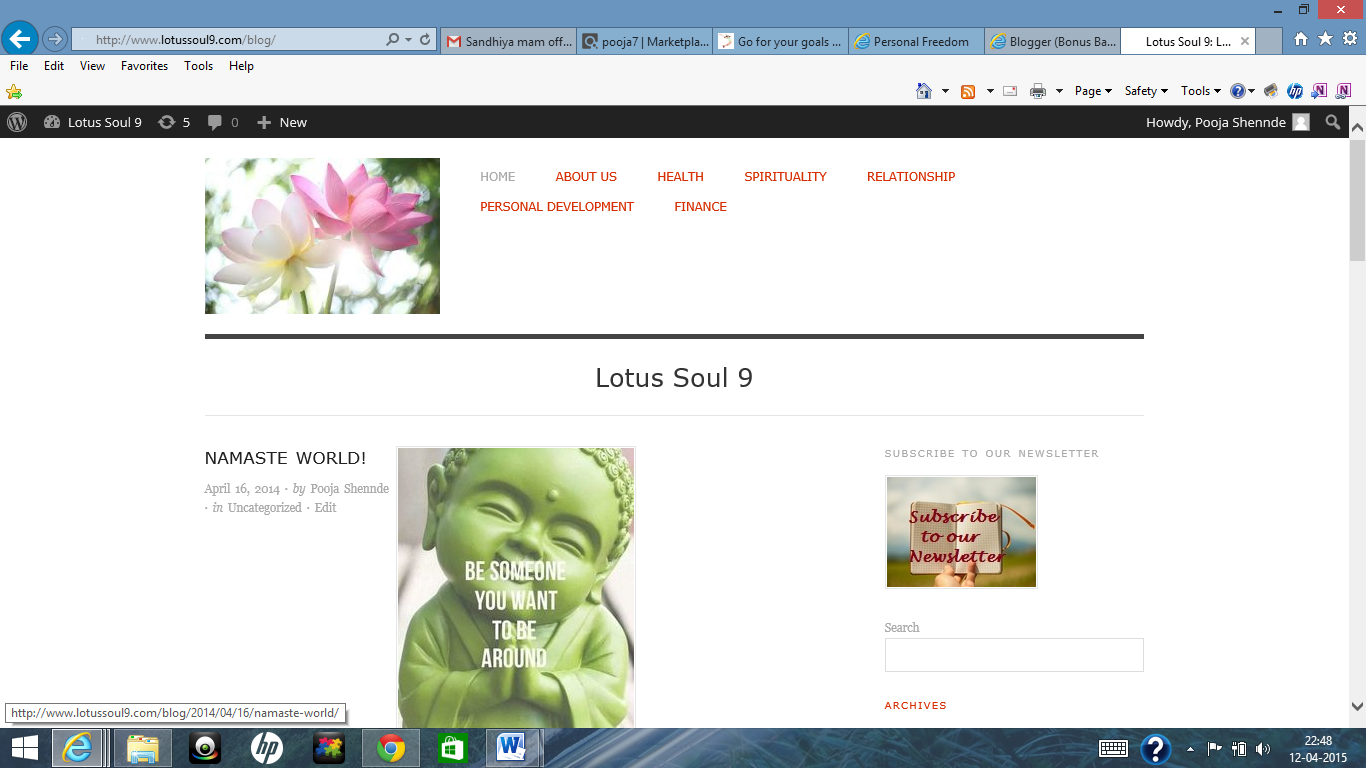 http://www.lotussoul9.com/blog/
Sandhiya mam off...
pooja7 | Marketpla...
Go for your goals ...
Personal Freedom
Blogger (Bonus Ba...
Lotus Soul 9: L...
File Edit View Favorites Tools Help
Page Safety Tools
Lotus Soul 9 5 0 New
Howdy, Pooja Shennde
HOME ABOUT US HEALTH SPIRITUALITY RELATIONSHIP
PERSONAL DEVELOPMENT FINANCE
Lotus Soul 9
NAMASTE WORLD!
April 16, 2014 · by Pooja Shennde
· in Uncategorized · Edit
BE SOMEONE
YOU WANT
TO BE
AROUND
SUBSCRIBE TO OUR NEWSLETTER
Subscribe
to our
Newsletter
Search
ARCHIVES
http://www.lotussoul9.com/blog/2014/04/16/namaste-world/
22:48
12-04-2015